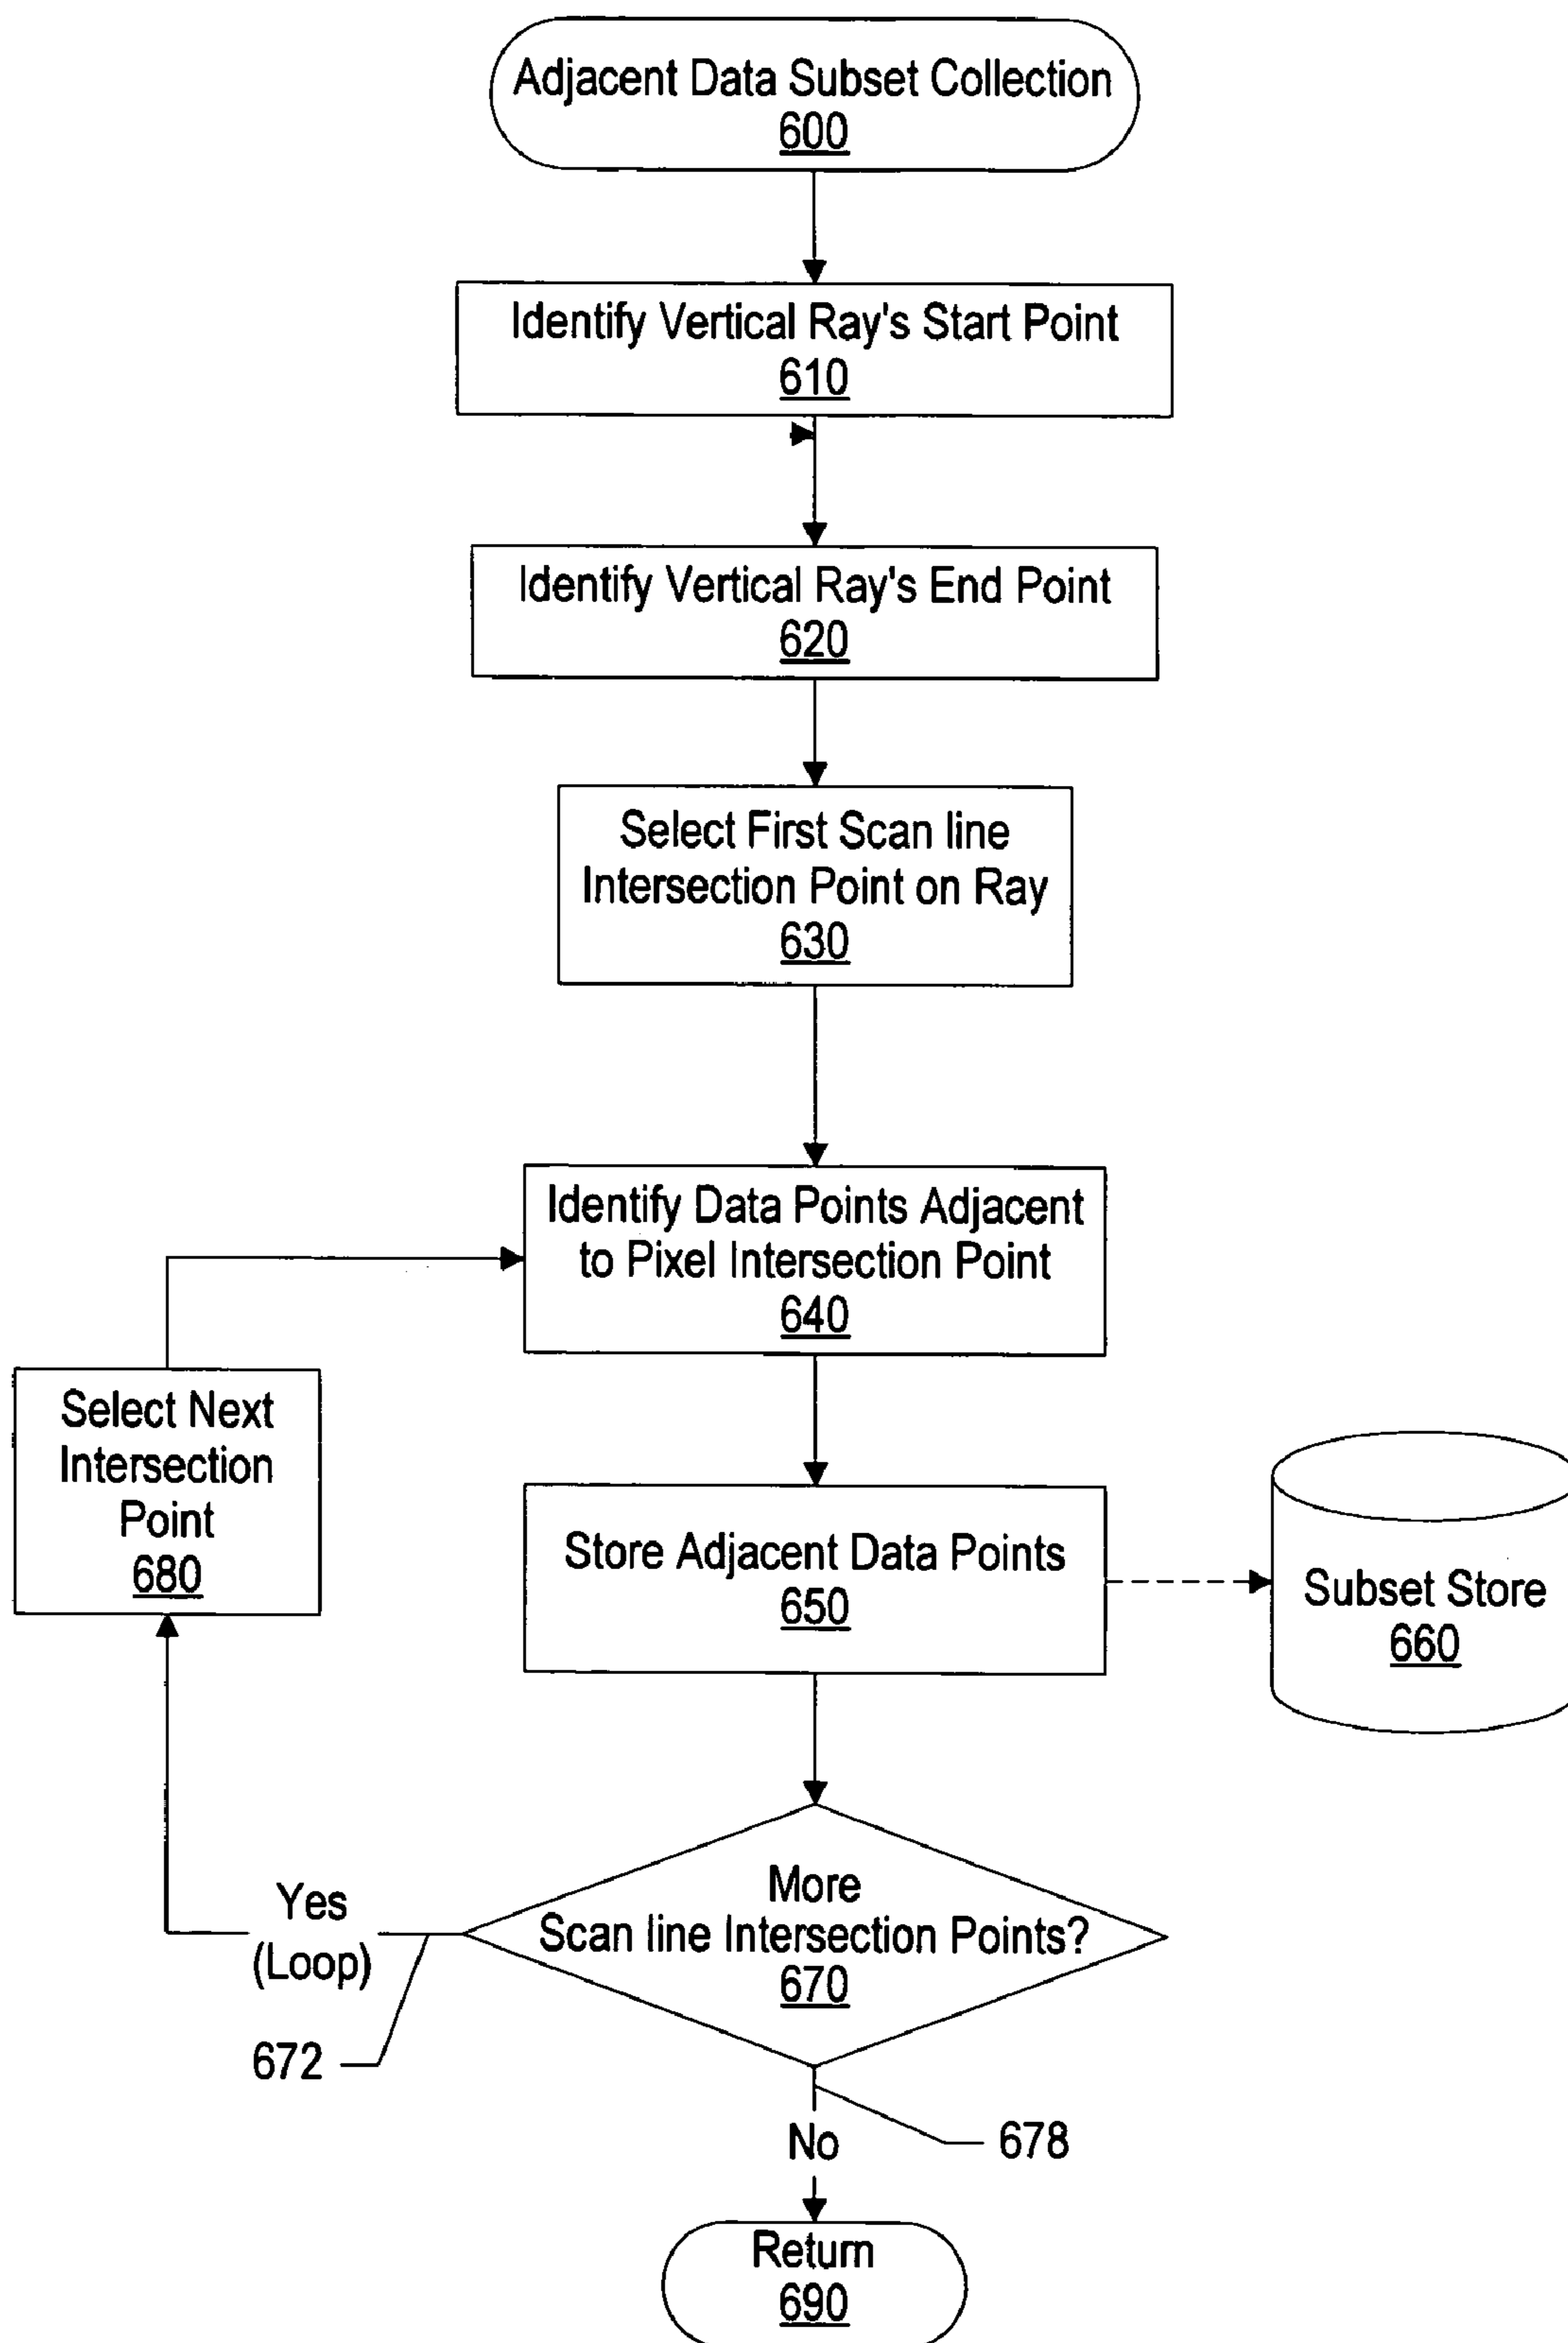 Adjacent Data Subset Collection
600
Identify Vertical Ray's Start Point
610
Identify Vertical Ray's End Point
620
Select First Scan line
Intersection Point on Ray
630
Identify Data Points Adjacent
to Pixel Intersection Point
640
Select Next
Intersection
Point
680
Store Adjacent Data Points
650
Subset Store
660
More
Scan line Intersection Points?
670
Yes
(Loop)
672
No
678
Return
690